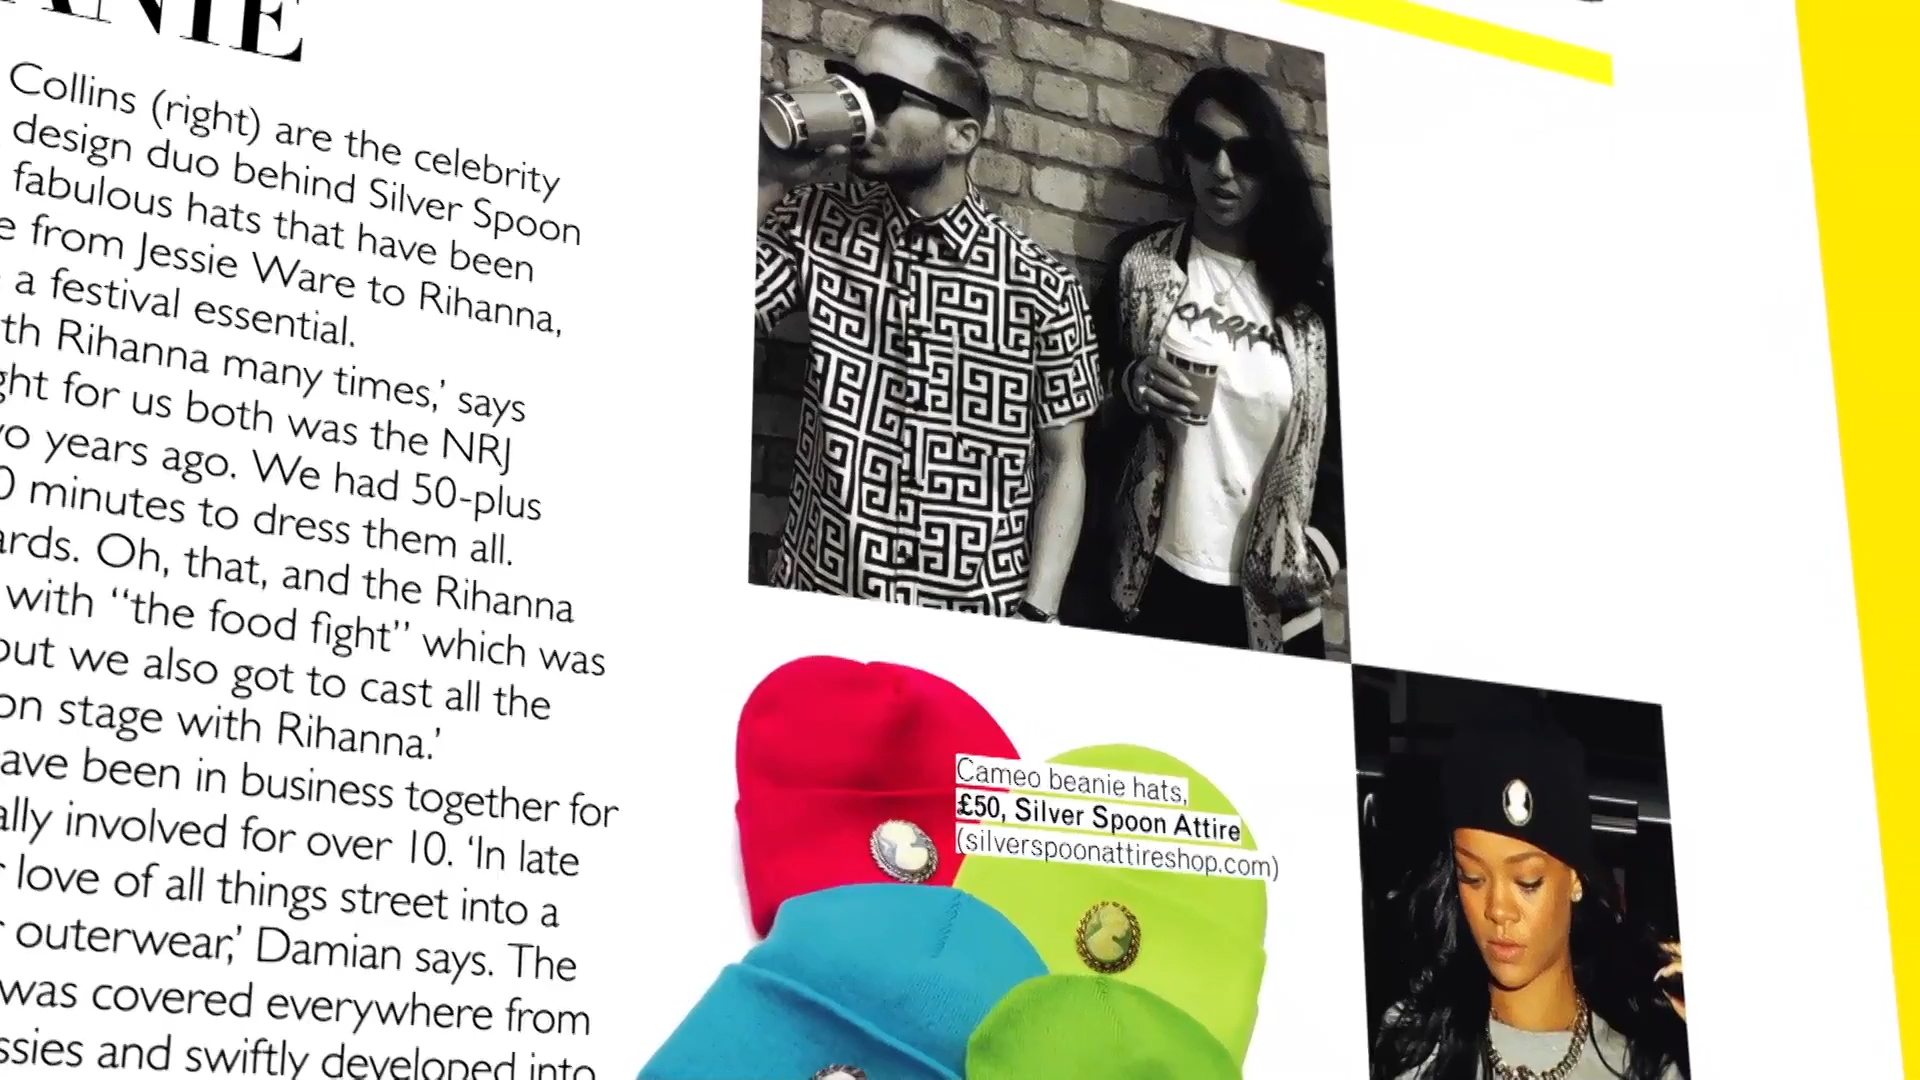 ANIE
Collins (right) are the celebrity
design duo behind Silver Spoon
fabulous hats that have been
e from Jessie Ware to Rihanna,
a festival essential.
th Rihanna many times,’ says
ght for us both was the NRJ
vo years ago. We had 50-plus
0 minutes to dress them all.
ards. Oh, that, and the Rihanna
with “the food fight” which was
out we also got to cast all the
on stage with Rihanna.’
ave been in business together for
ally involved for over 10. ‘In late
r love of all things street into a
r outerwear,’ Damian says. The
was covered everywhere from
ssies and swiftly developed into
Cameo beanie hats,
£50, Silver Spoon Attire
(silverspoonattireshop.com)